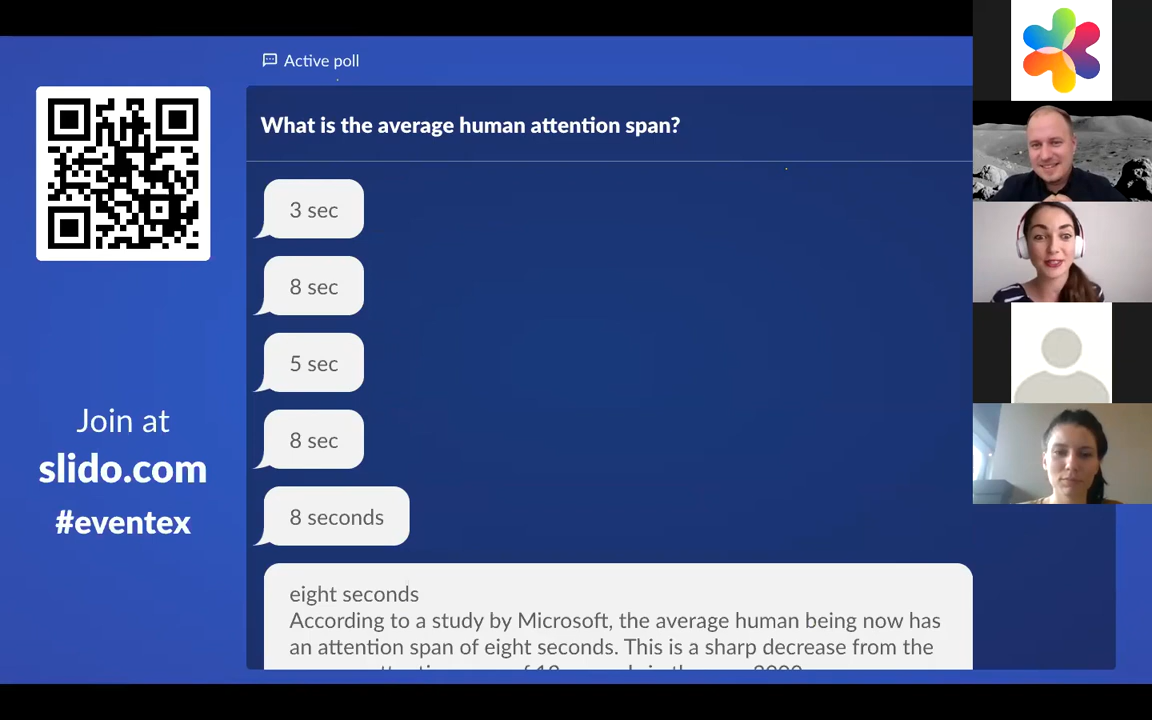 Active poll
What is the average human attention span?
3 sec
8 sec
5 sec
8 sec
8 seconds
eight seconds
According to a study by Microsoft, the average human being now has
an attention span of eight seconds. This is a sharp decrease from the
Join at
slido.com
#eventex